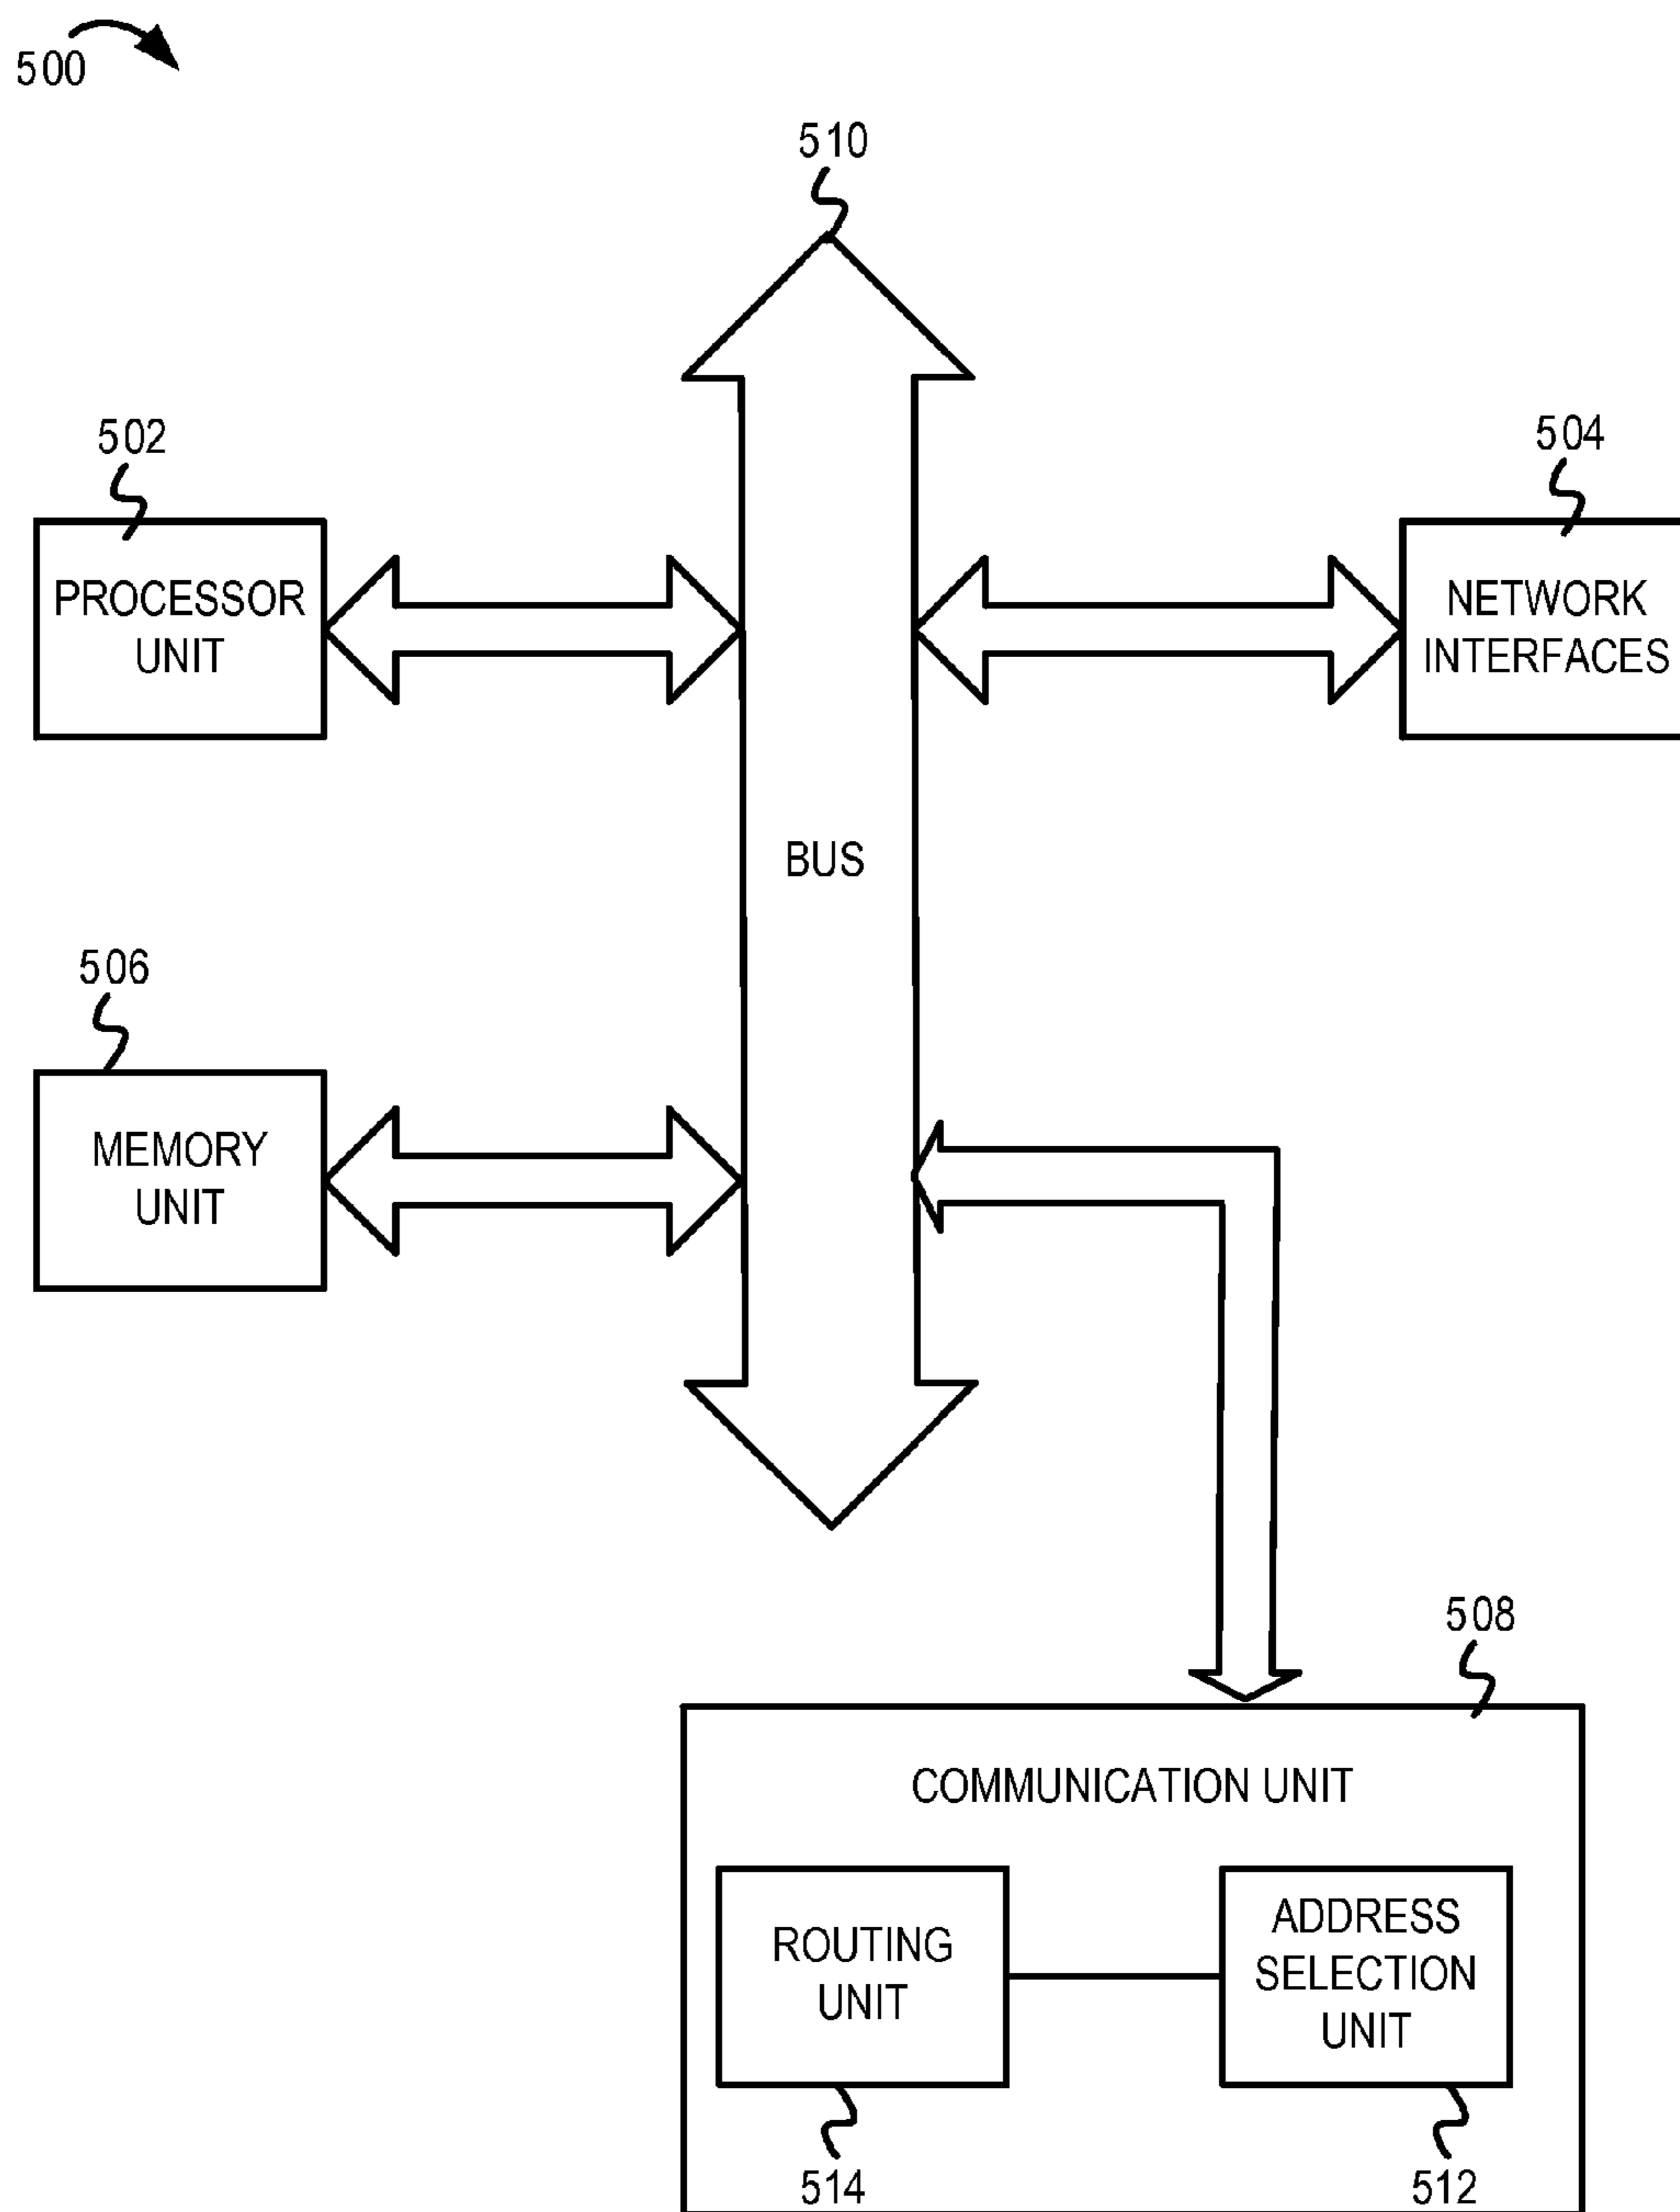 500
510
502
504
PROCESSOR
UNIT
NETWORK
INTERFACES
BUS
506
MEMORY
UNIT
508
COMMUNICATION UNIT
ROUTING
UNIT
ADDRESS
SELECTION
UNIT
514
512